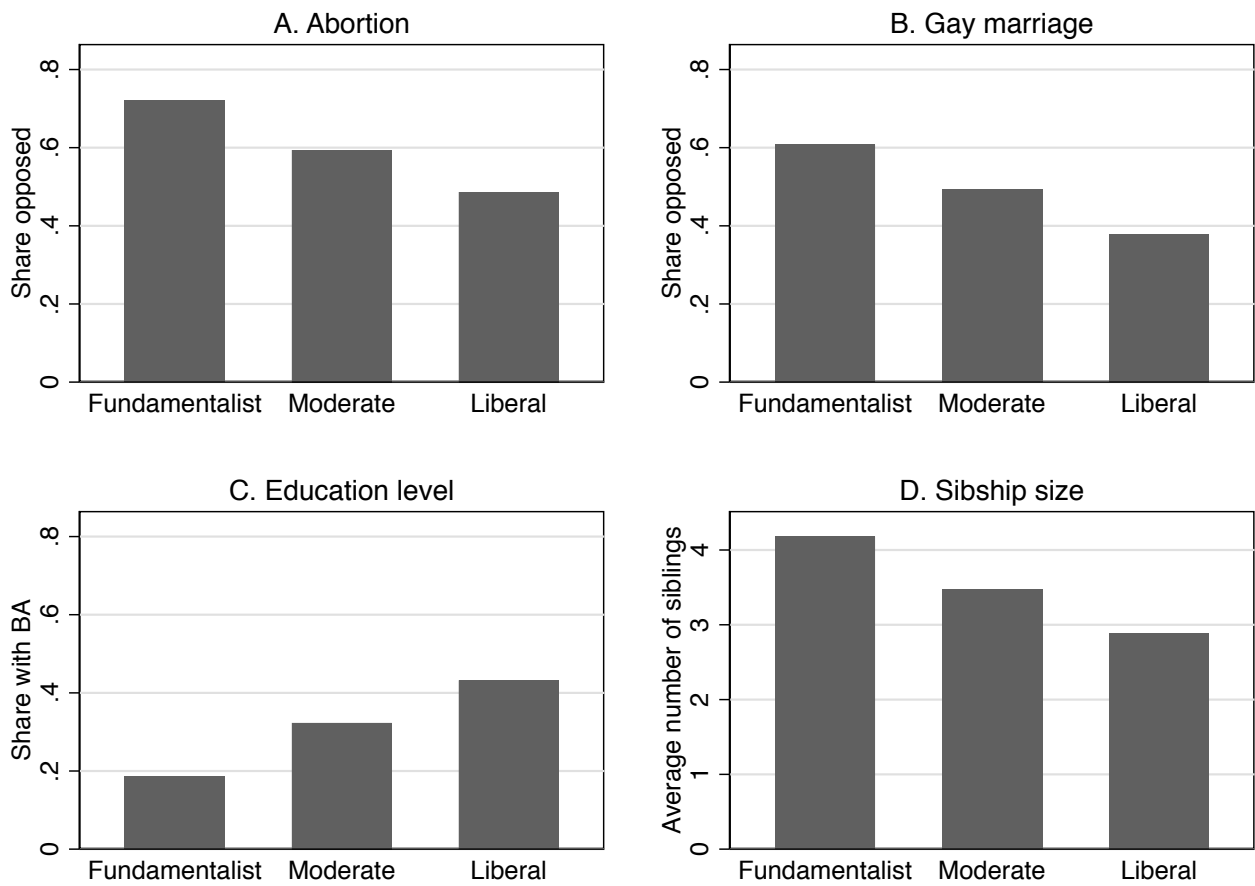 A. Abortion
Share opposed
.8
.6
.4
.2
0
Fundamentalist Moderate Liberal
B. Gay marriage
Share opposed
.8
.6
.4
.2
0
Fundamentalist Moderate Liberal
C. Education level
Share with BA
.8
.6
.4
.2
0
Fundamentalist Moderate Liberal
D. Sibship size
Average number of siblings
4
3
2
1
0
Fundamentalist Moderate Liberal